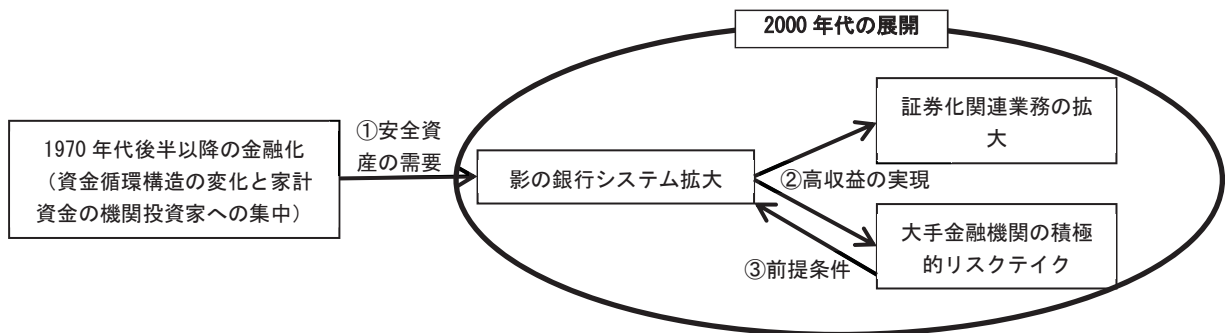 2000 年代の展開
1970 年代後半以降の金融化
（資金循環構造の変化と家計
資金の機関投資家への集中）
①安全資
産の需要
影の銀行システム拡大
証券化関連業務の拡
大
②高収益の実現
大手金融機関の積極
的リスクテイク
③前提条件